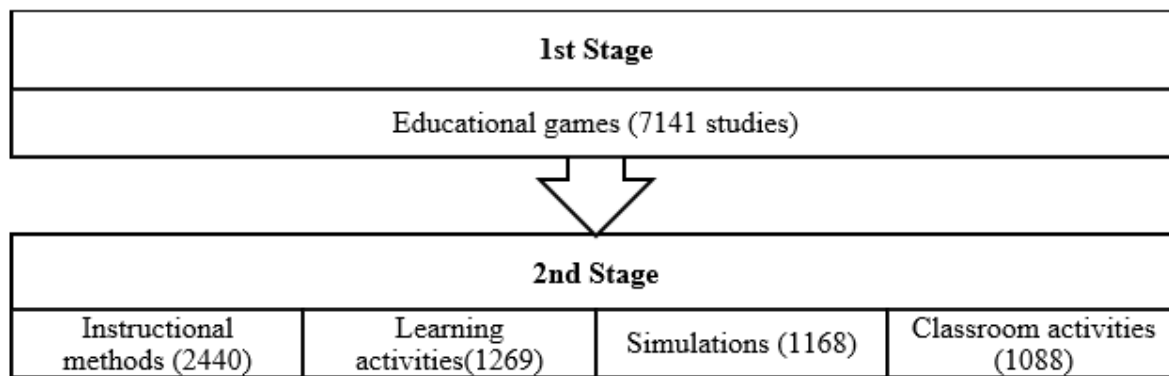 1st Stage
Educational games (7141 studies)
2nd Stage
Instructional
methods (2440)
Learning
activities(1269)
Simulations (1168)
Classroom activities
(1088)